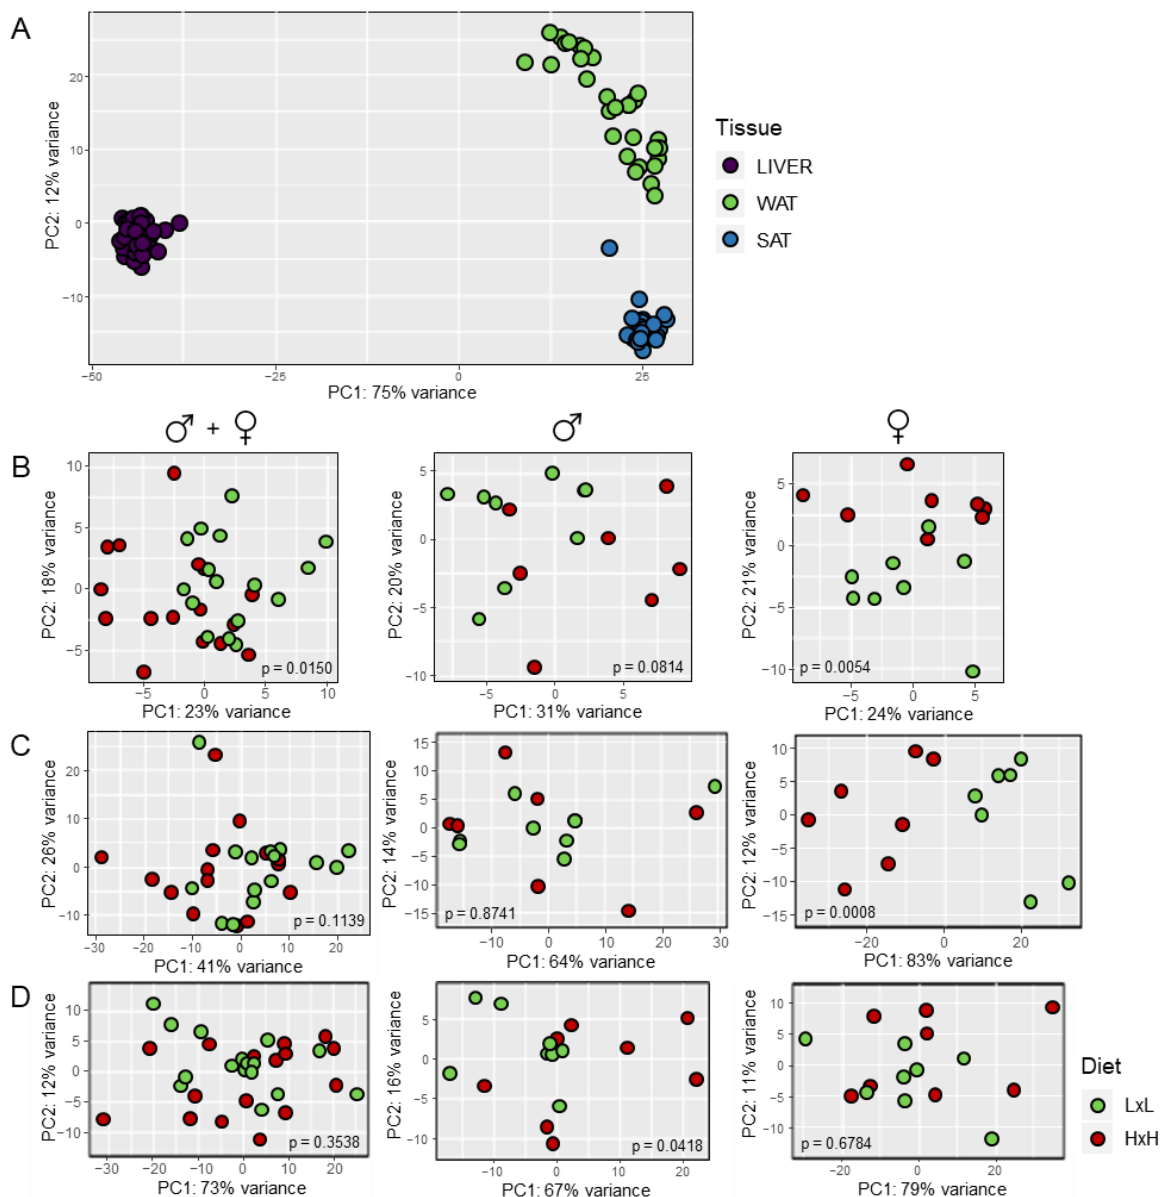 A
PC2: 12% variance
20
10
0
−10
−50
−25
0
25
PC1: 75% variance
Tissue
LIVER
WAT
SAT
♂ + ♀
♂
♀
B
PC2: 18% variance
10
5
0
−5
p = 0.0150
−5
0
5
10
PC1: 23% variance
PC2: 20% variance
5
0
−5
−10
p = 0.0814
−5
0
5
PC1: 31% variance
PC2: 21% variance
5
0
−5
−10
p = 0.0054
−5
0
5
PC1: 24% variance
C
PC2: 26% variance
20
10
0
−10
p = 0.1139
−30
−20
−10
0
10
20
PC1: 41% variance
PC2: 14% variance
15
10
5
0
−5
−10
−15
p = 0.8741
−10
0
10
20
30
PC1: 64% variance
PC2: 12% variance
15
10
5
0
−5
−10
−15
p = 0.0008
−20
0
20
PC1: 83% variance
D
PC2: 12% variance
10
5
0
−5
−10
p = 0.3538
−30
−20
−10
0
10
20
PC1: 73% variance
PC2: 16% variance
5
0
−5
−10
p = 0.0418
−10
0
10
20
PC1: 67% variance
PC2: 11% variance
10
5
0
−5
−10
p = 0.6784
−20
0
20
PC1: 79% variance
Diet
LxL
HxH